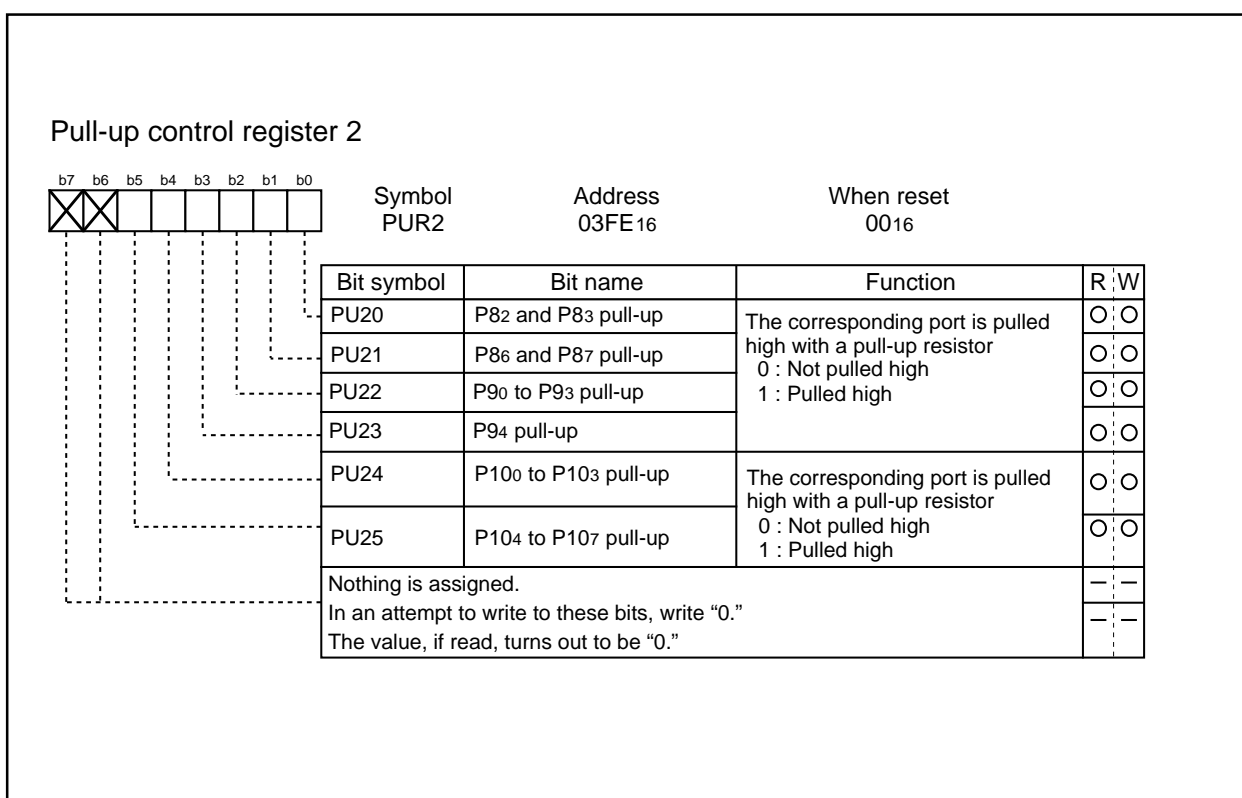 Pull-up control register 2
b7 b6 b5 b4 b3 b2 b1 b0
Symbol Address When reset
PUR2 03FE16 0016
Bit symbol Bit name Function R W
PU20 P82 and P83 pull-up The corresponding port is pulled
high with a pull-up resistor
0 : Not pulled high
1 : Pulled high
PU21 P86 and P87 pull-up
PU22 P90 to P93 pull-up
PU23 P94 pull-up
PU24 P100 to P103 pull-up The corresponding port is pulled
high with a pull-up resistor
0 : Not pulled high
1 : Pulled high
PU25 P104 to P107 pull-up
Nothing is assigned.
In an attempt to write to these bits, write “0.”
The value, if read, turns out to be “0.”